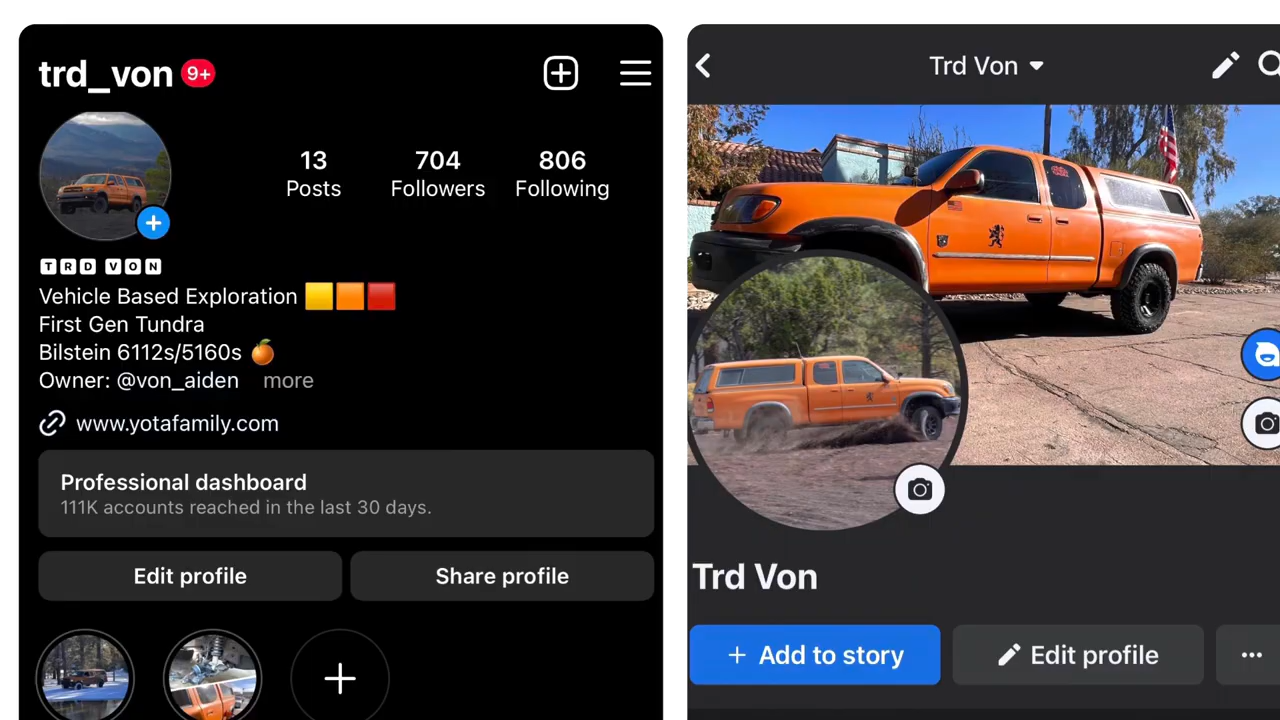 trd_von 9+
13
Posts
704
Followers
806
Following
🆃🆁🅳 🆅🅾🅽
Vehicle Based Exploration 🟨🟧🟥
First Gen Tundra
Bilstein 6112s/5160s 🍊
Owner: @von_aiden more
www.yotafamily.com
Professional dashboard
111K accounts reached in the last 30 days.
Edit profile
Share profile
Trd Von
Trd Von
+ Add to story
Edit profile